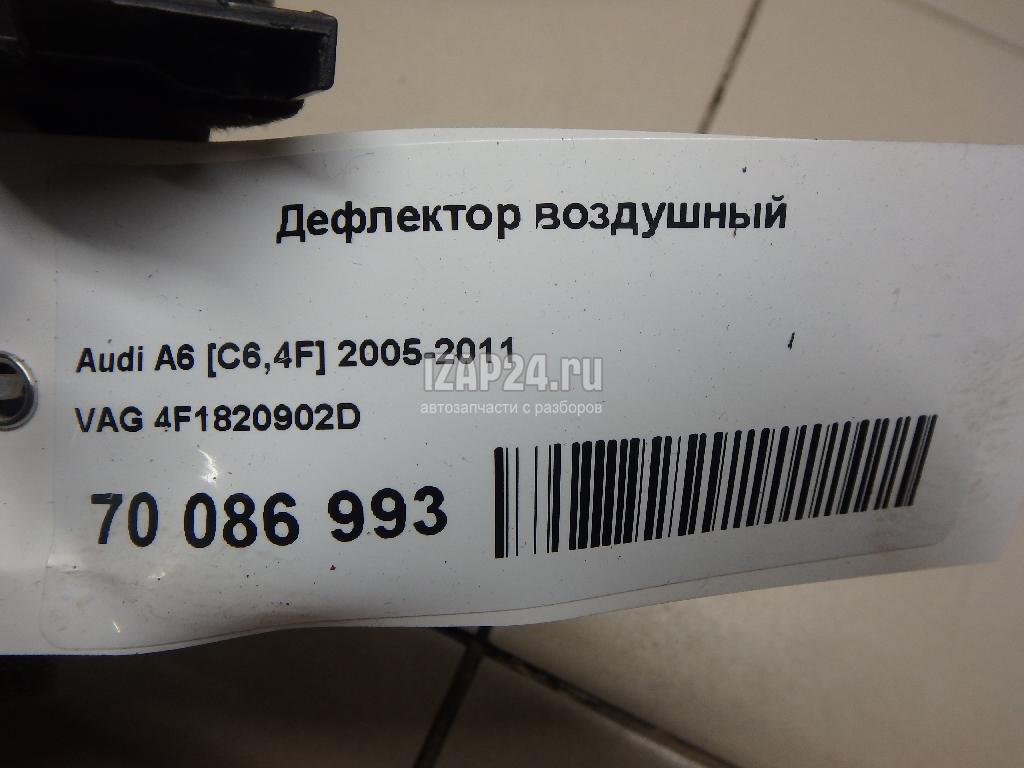 Дефлектор воздушный
Audi A6 [C6,4F] 2005-2011
IZAP24.ru
автозапчасти с разборов
VAG 4F1820902D
70 086 993